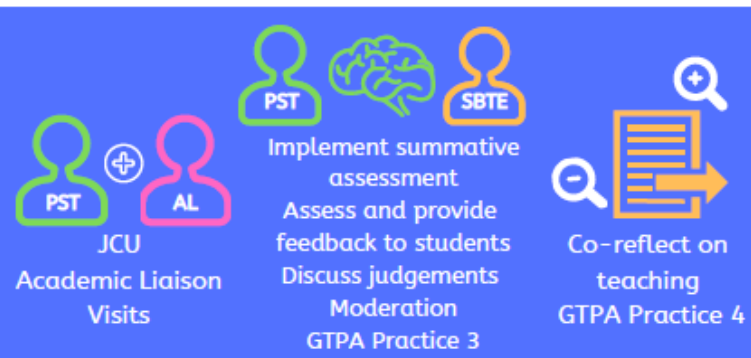 PST
AL
JCU
Academic Liaison
Visits
PST
SBTE
Implement summative
assessment
Assess and provide
feedback to students
Discuss judgements
Moderation
GTPA Practice 3
Co-reflect on
teaching
GTPA Practice 4